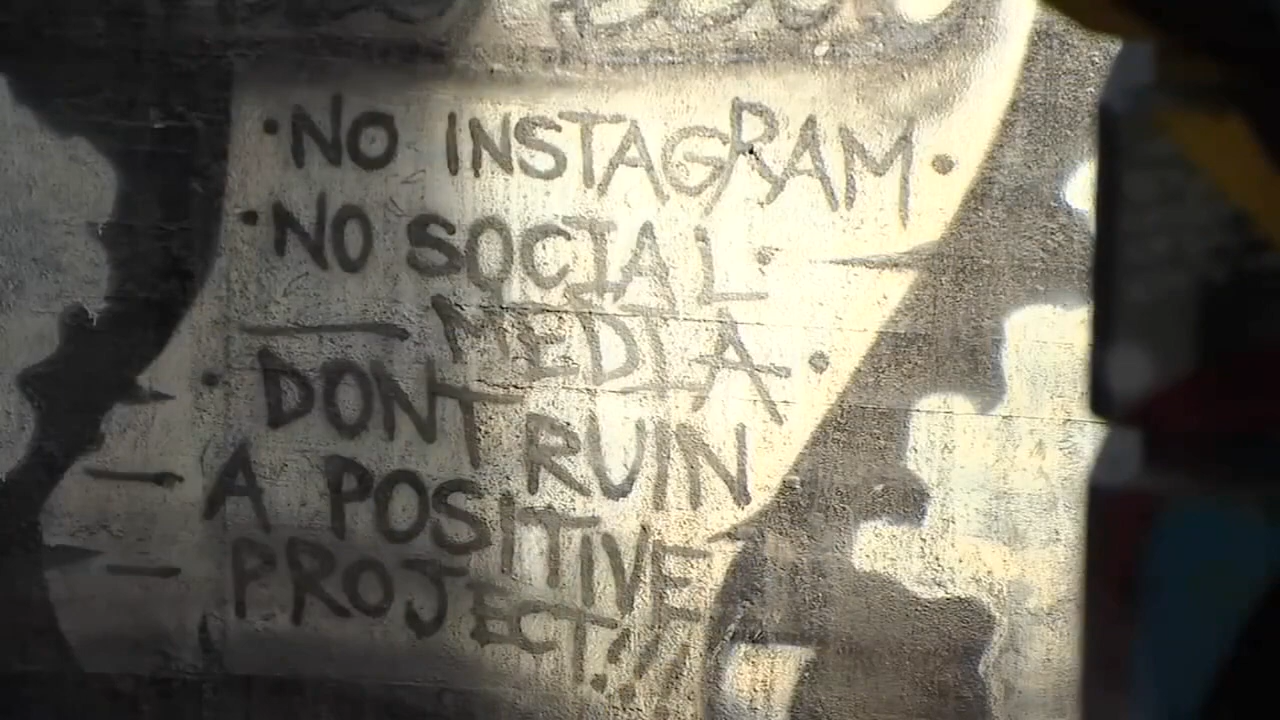 ·NO INSTAGRAM·
·NO SOCIAL·
MEDIA·
·DONT RUIN
A POSITIVE
PROJECT!!!